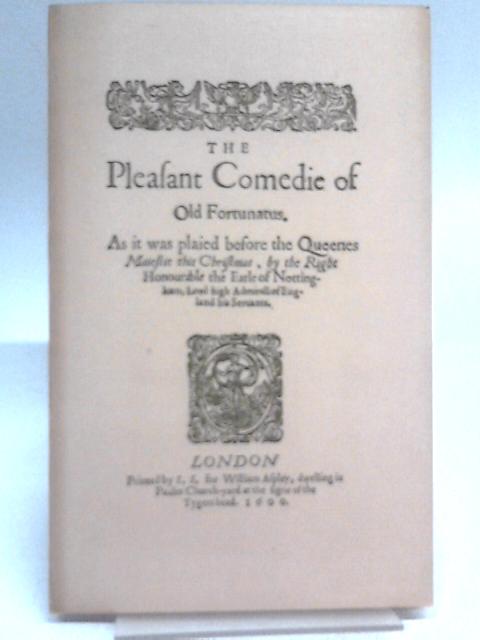 THE
Pleaſant Comedie of
Old Fortunatus.
As it was plaied before the Queenes
Maieſtie this Chriſtmas, by the Right
Honourable the Earle of Notting-
ham, Lord high Admirall of Eng-
land his Seruants.
LONDON
Printed by S. S. for William Aſpley, dwelling in
Paules Church-yard at the ſigne of the
Tygers head. 1600.